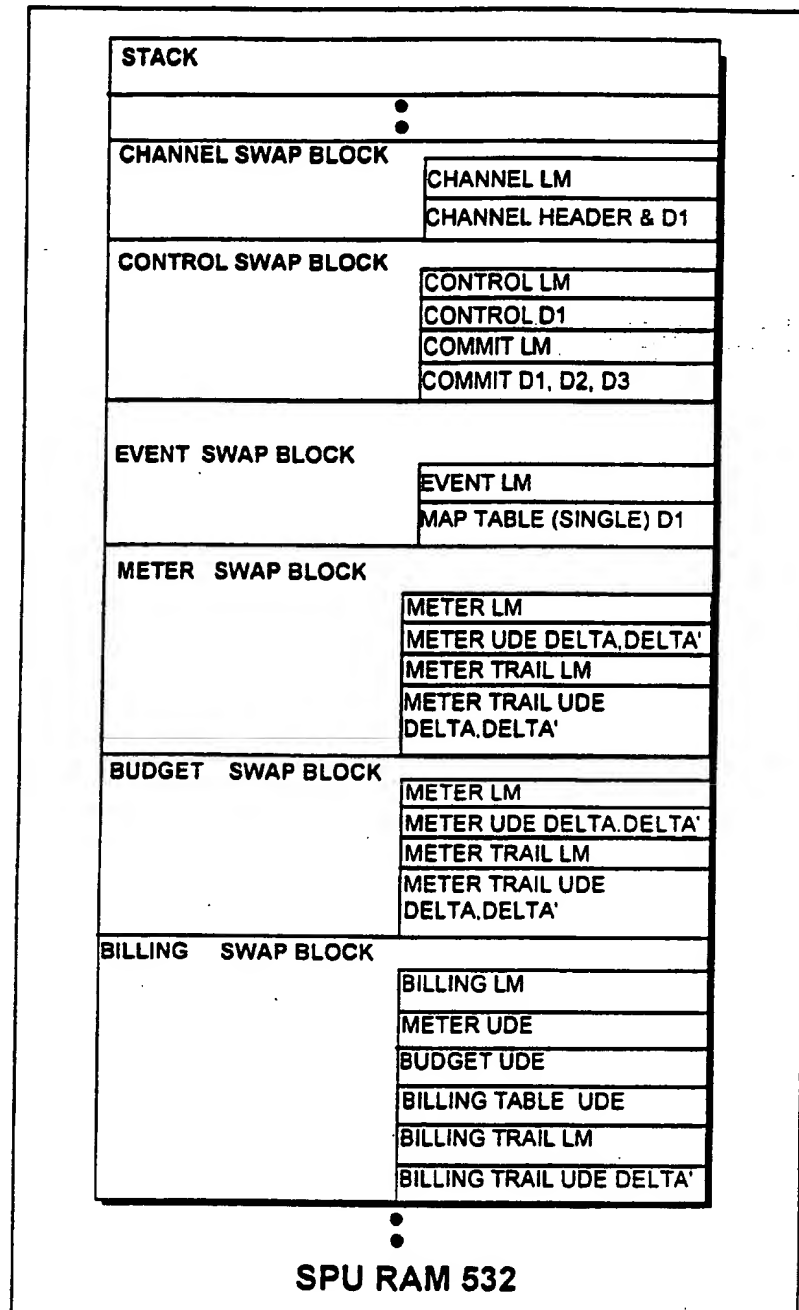 STACK
CHANNEL SWAP BLOCK
CHANNEL LM
CHANNEL HEADER & D1
CONTROL SWAP BLOCK
CONTROL LM
CONTROL D1
COMMIT LM
COMMIT D1, D2, D3
EVENT SWAP BLOCK
EVENT LM
MAP TABLE (SINGLE) D1
METER SWAP BLOCK
METER LM
METER UDE DELTA,DELTA'
METER TRAIL LM
METER TRAIL UDE
DELTA,DELTA'
BUDGET SWAP BLOCK
METER LM
METER UDE DELTA.DELTA'
METER TRAIL LM
METER TRAIL UDE
DELTA,DELTA'
BILLING SWAP BLOCK
BILLING LM
METER UDE
BUDGET UDE
BILLING TABLE UDE
BILLING TRAIL LM
BILLING TRAIL UDE DELTA'
SPU RAM 532